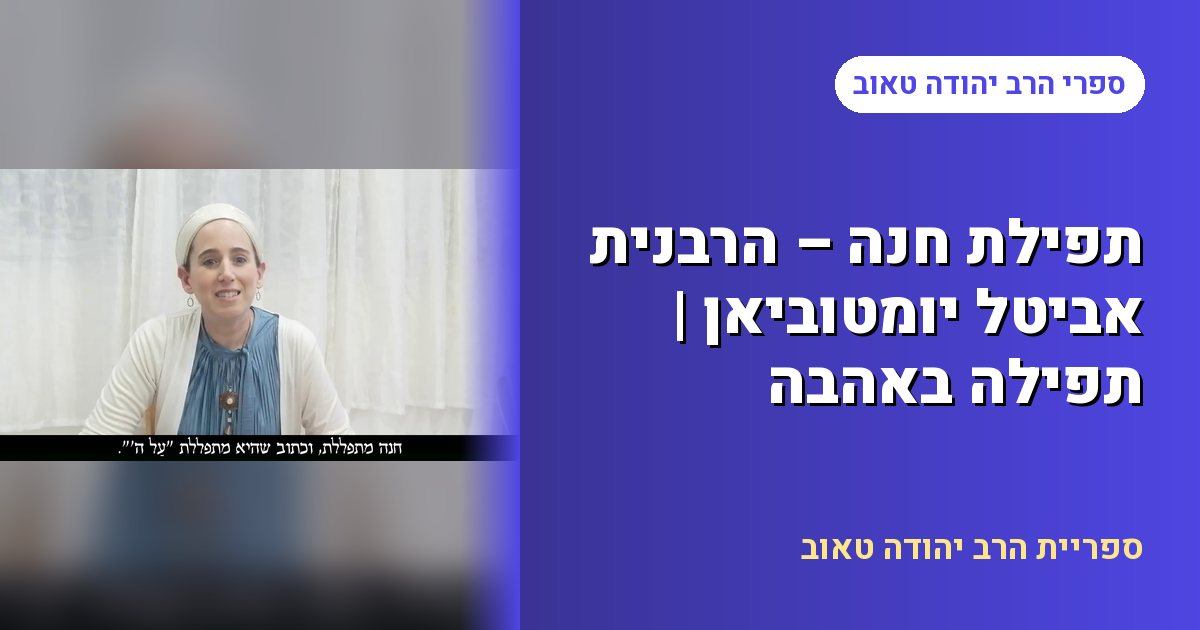 ספרי הרב יהודה טאוב
תפילת חנה – הרבנית
אביטל יומטוביאן |
תפילה באהבה
חנה מתפללת, וכתוב שהיא מתפללת "עַל ה'".
ספריית הרב יהודה טאוב